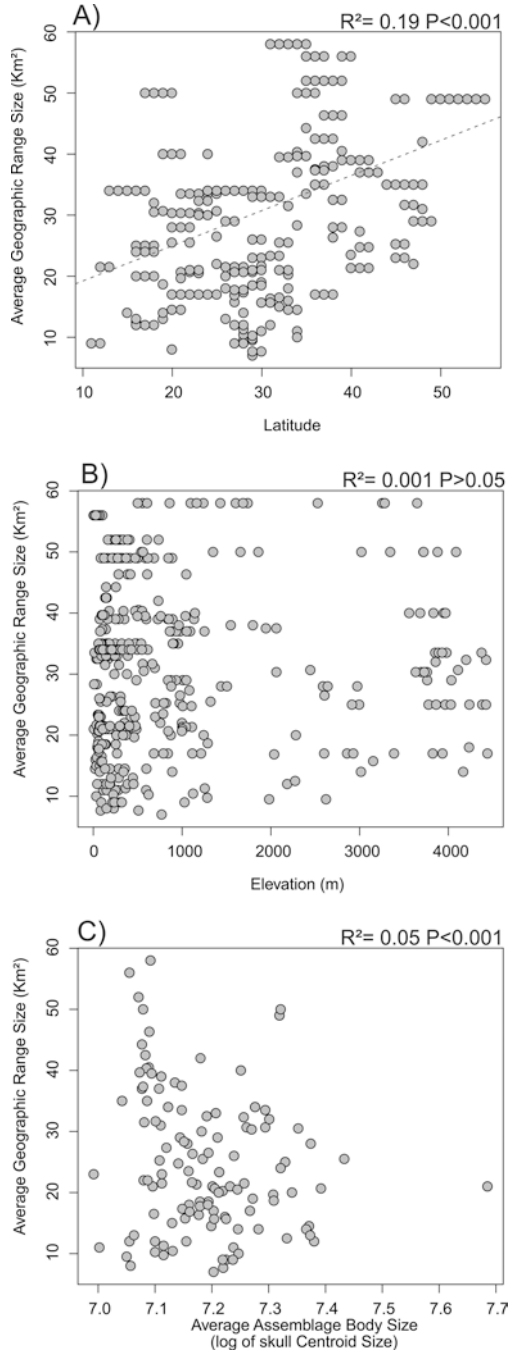 A)
R²= 0.19 P<0.001
Average Geographic Range Size (Km²)
60
50
40
30
20
10
10 20 30 40 50
Latitude
B)
R²= 0.001 P>0.05
Average Geographic Range Size (Km²)
60
50
40
30
20
10
0 1000 2000 3000 4000
Elevation (m)
C)
R²= 0.05 P<0.001
Average Geographic Range Size (Km²)
60
50
40
30
20
10
7.0 7.1 7.2 7.3 7.4 7.5 7.6 7.7
Average Assemblage Body Size
(log of skull Centroid Size)